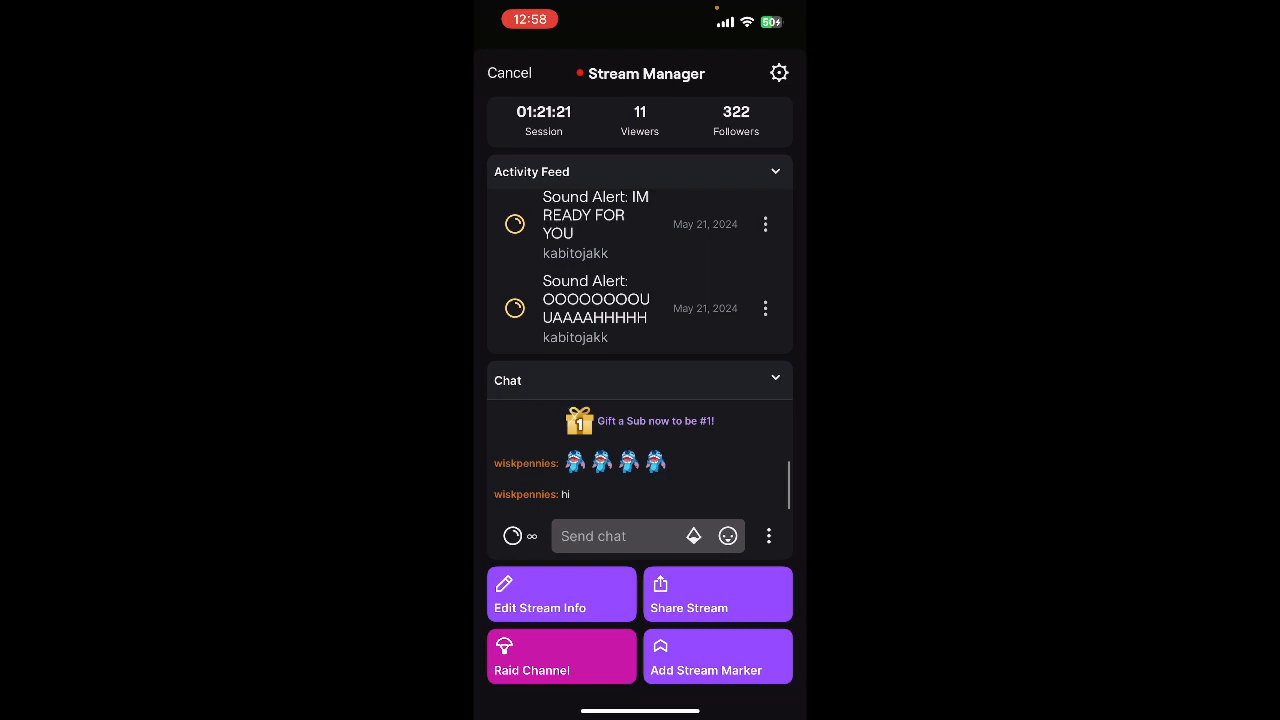 12:58
50
Cancel
Stream Manager
01:21:21
11
322
Session
Viewers
Followers
Activity Feed
Sound Alert: IM
READY FOR
YOU
May 21, 2024
kabitojakk
Sound Alert:
OOOOOOOOU
UAAAAHHHHH
May 21, 2024
kabitojakk
Chat
1
Gift a Sub now to be #1!
wiskpennies:
wiskpennies: hi
∞
Send chat
Edit Stream Info
Share Stream
Raid Channel
Add Stream Marker